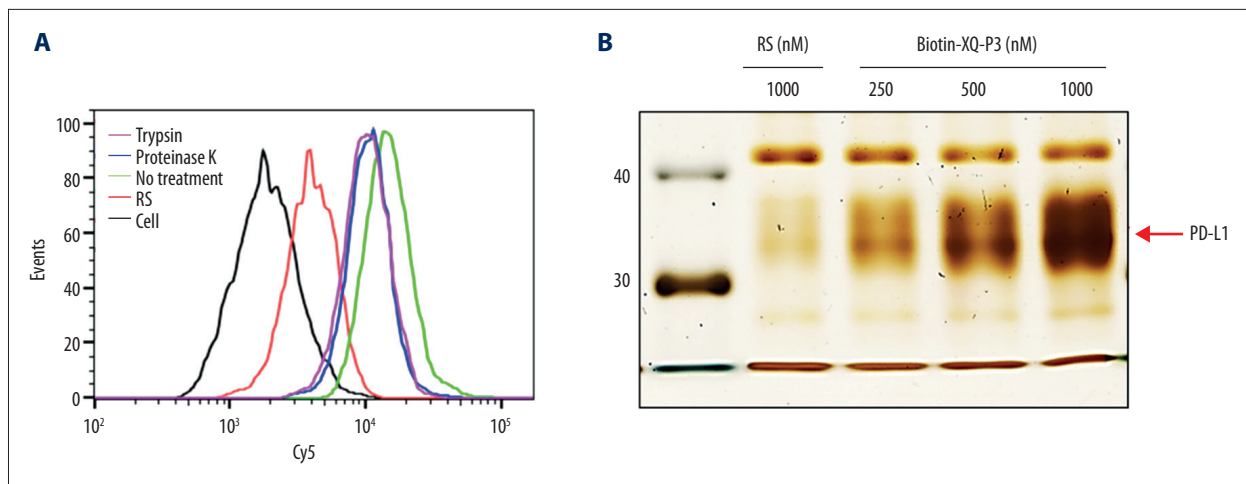 A
100
80
60
40
20
0
Events
Trypsin
Proteinase K
No treatment
RS
Cell
10²
10³
10⁴
10⁵
Cy5
B
RS (nM)
Biotin-XQ-P3 (nM)
1000
250
500
1000
40
30
PD-L1